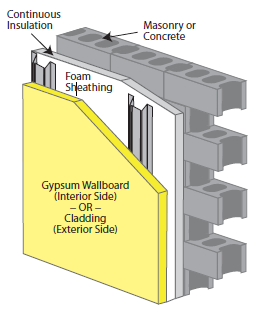 Continuous
Insulation
Masonry or
Concrete
Foam
Sheathing
Gypsum Wallboard
(Interior Side)
– OR –
Cladding
(Exterior Side)